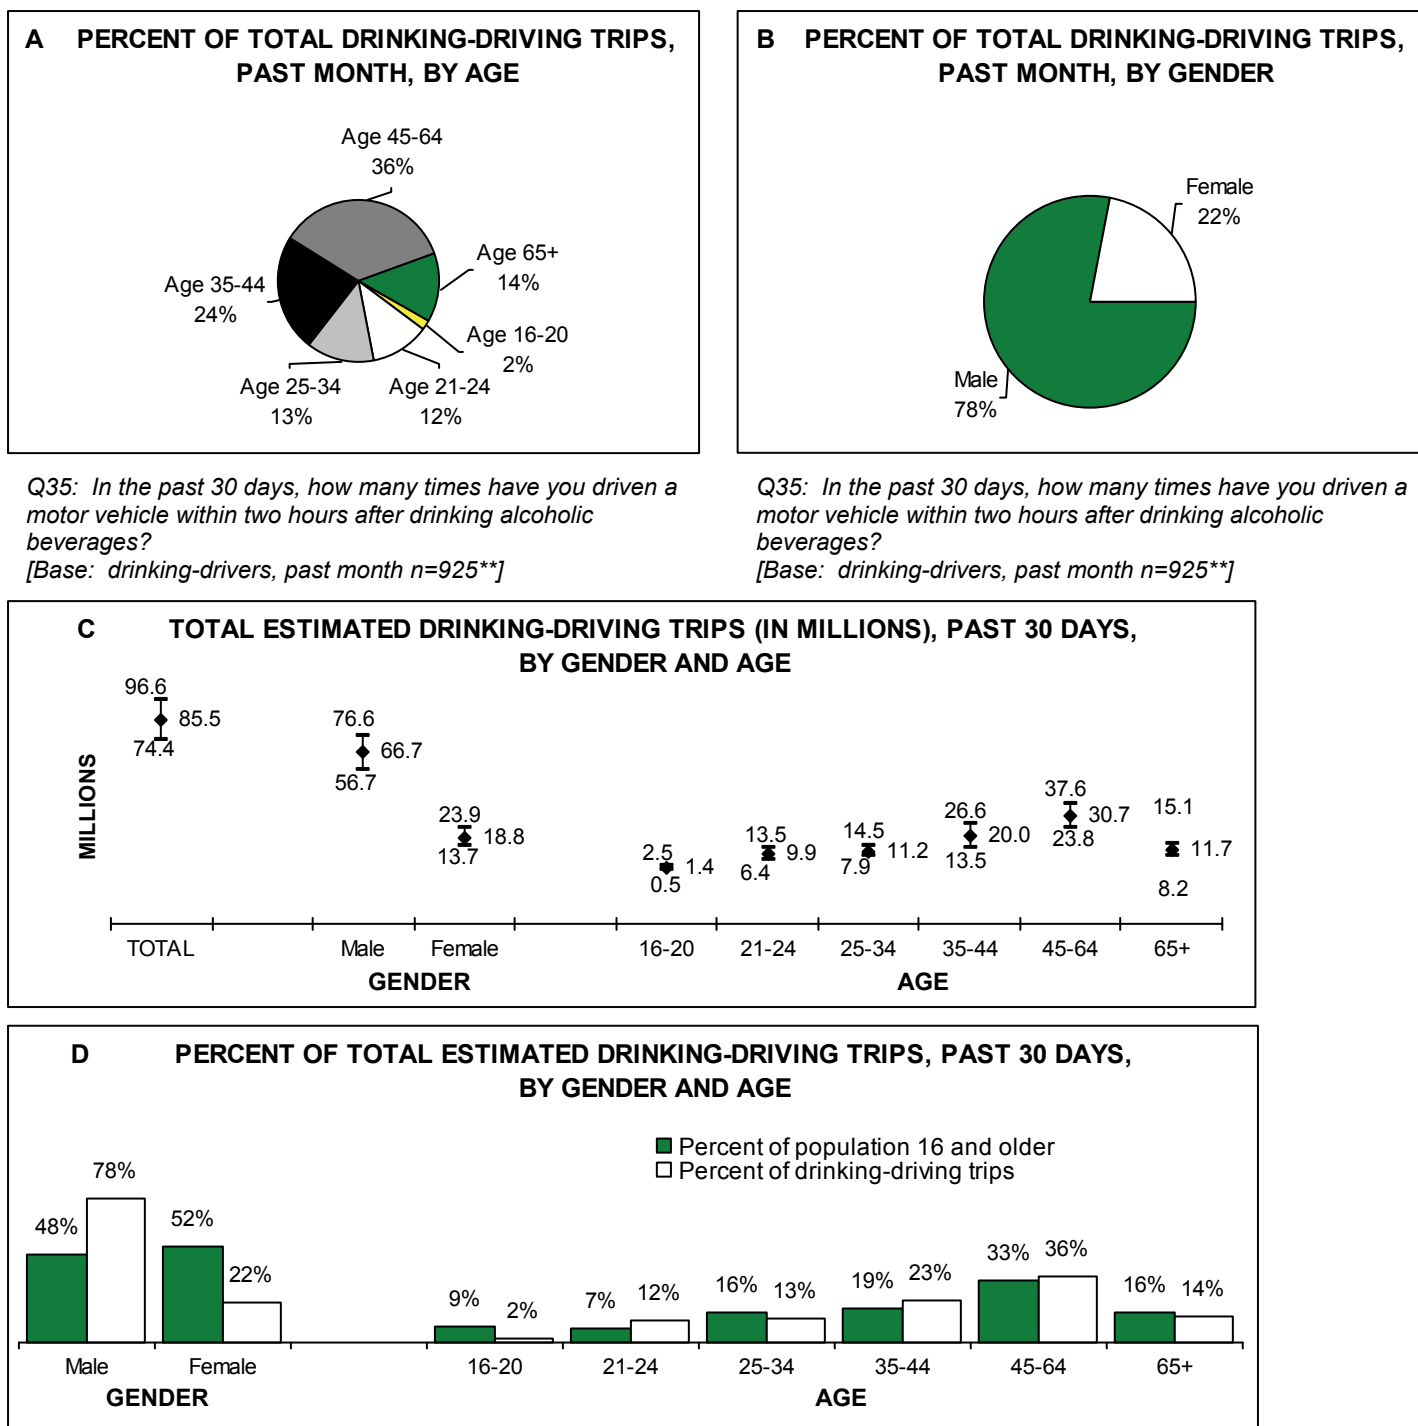 A PERCENT OF TOTAL DRINKING-DRIVING TRIPS,
PAST MONTH, BY AGE
Age 45-64
36%
Age 65+
14%
Age 35-44
24%
Age 16-20
2%
Age 25-34
13%
Age 21-24
12%
B PERCENT OF TOTAL DRINKING-DRIVING TRIPS,
PAST MONTH, BY GENDER
Female
22%
Male
78%
Q35: In the past 30 days, how many times have you driven a
motor vehicle within two hours after drinking alcoholic
beverages?
[Base: drinking-drivers, past month n=925**]
Q35: In the past 30 days, how many times have you driven a
motor vehicle within two hours after drinking alcoholic
beverages?
[Base: drinking-drivers, past month n=925**]
C TOTAL ESTIMATED DRINKING-DRIVING TRIPS (IN MILLIONS), PAST 30 DAYS,
BY GENDER AND AGE
MILLIONS
96.6
85.5
74.4
76.6
66.7
56.7
23.9
18.8
13.7
2.5
1.4
0.5
13.5
9.9
6.4
14.5
11.2
7.9
26.6
20.0
13.5
37.6
30.7
23.8
15.1
11.7
8.2
TOTAL Male Female 16-20 21-24 25-34 35-44 45-64 65+
GENDER AGE
D PERCENT OF TOTAL ESTIMATED DRINKING-DRIVING TRIPS, PAST 30 DAYS,
BY GENDER AND AGE
Percent of population 16 and older
Percent of drinking-driving trips
48% 78% 52% 22% 9% 2% 7% 12% 16% 13% 19% 23% 33% 36% 16% 14%
Male Female 16-20 21-24 25-34 35-44 45-64 65+
GENDER AGE